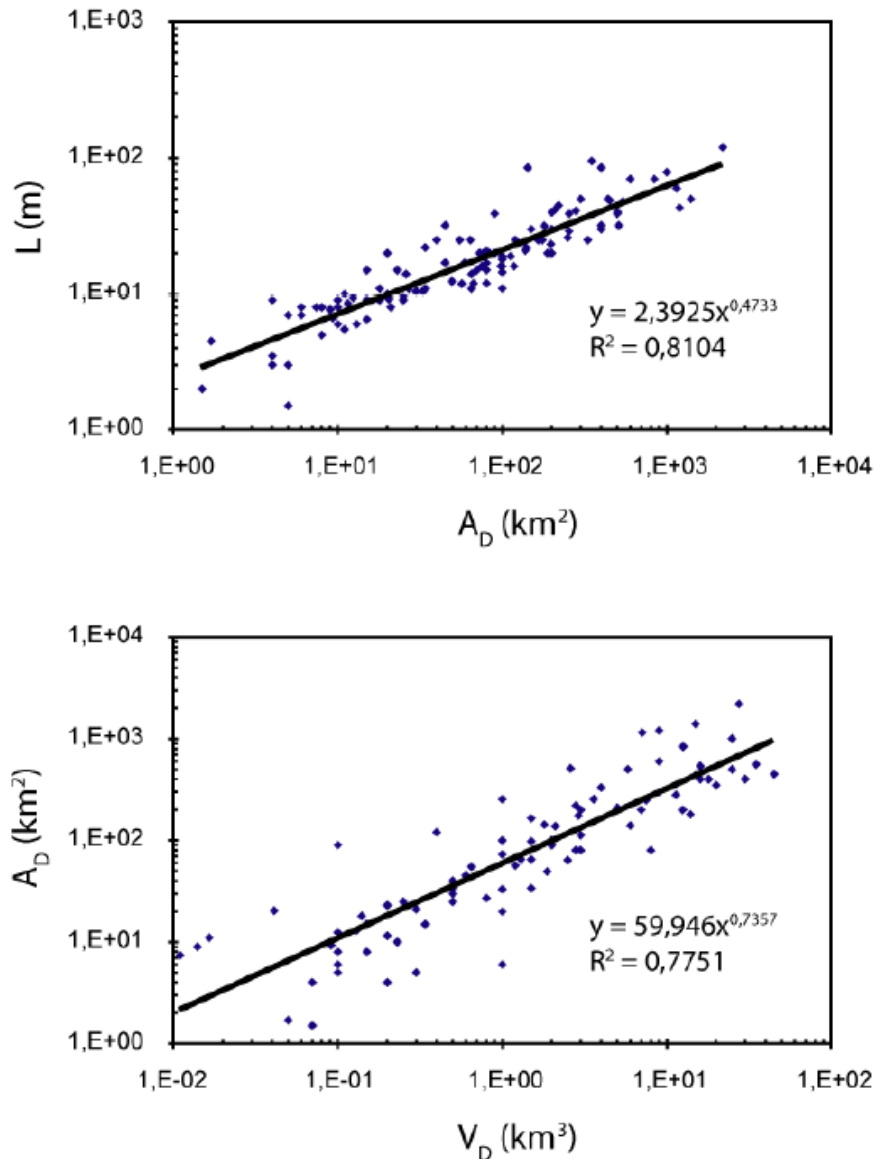 1,E+03
1,E+02
1,E+01
1,E+00
L (m)
y = 2,3925x^0,4733
R² = 0,8104
1,E+00 1,E+01 1,E+02 1,E+03 1,E+04
A_D (km²)
1,E+04
1,E+03
1,E+02
1,E+01
1,E+00
A_D (km²)
y = 59,946x^0,7357
R² = 0,7751
1,E-02 1,E-01 1,E+00 1,E+01 1,E+02
V_D (km³)